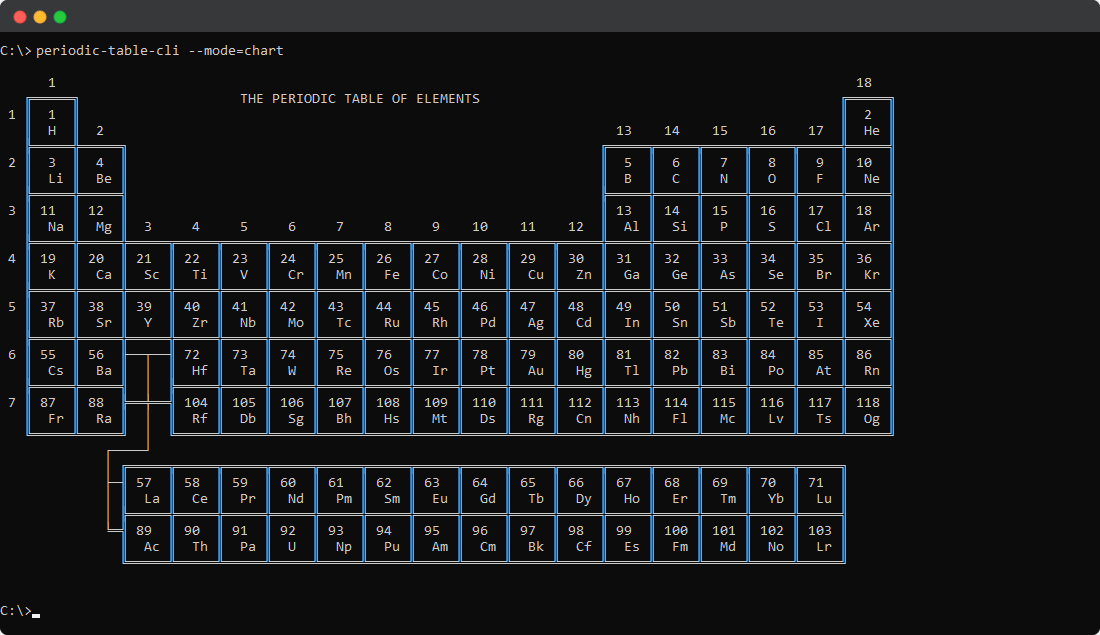 C:\> periodic-table-cli --mode=chart
1 18
THE PERIODIC TABLE OF ELEMENTS
1 1 2
H 2 13 14 15 16 17 He
2 3 4 5 6 7 8 9 10
Li Be B C N O F Ne
3 11 12 13 14 15 16 17 18
Na Mg 3 4 5 6 7 8 9 10 11 12 Al Si P S Cl Ar
4 19 20 21 22 23 24 25 26 27 28 29 30 31 32 33 34 35 36
K Ca Sc Ti V Cr Mn Fe Co Ni Cu Zn Ga Ge As Se Br Kr
5 37 38 39 40 41 42 43 44 45 46 47 48 49 50 51 52 53 54
Rb Sr Y Zr Nb Mo Tc Ru Rh Pd Ag Cd In Sn Sb Te I Xe
6 55 56 72 73 74 75 76 77 78 79 80 81 82 83 84 85 86
Cs Ba Hf Ta W Re Os Ir Pt Au Hg Tl Pb Bi Po At Rn
7 87 88 104 105 106 107 108 109 110 111 112 113 114 115 116 117 118
Fr Ra Rf Db Sg Bh Hs Mt Ds Rg Cn Nh Fl Mc Lv Ts Og
57 58 59 60 61 62 63 64 65 66 67 68 69 70 71
La Ce Pr Nd Pm Sm Eu Gd Tb Dy Ho Er Tm Yb Lu
89 90 91 92 93 94 95 96 97 98 99 100 101 102 103
Ac Th Pa U Np Pu Am Cm Bk Cf Es Fm Md No Lr
C:\>